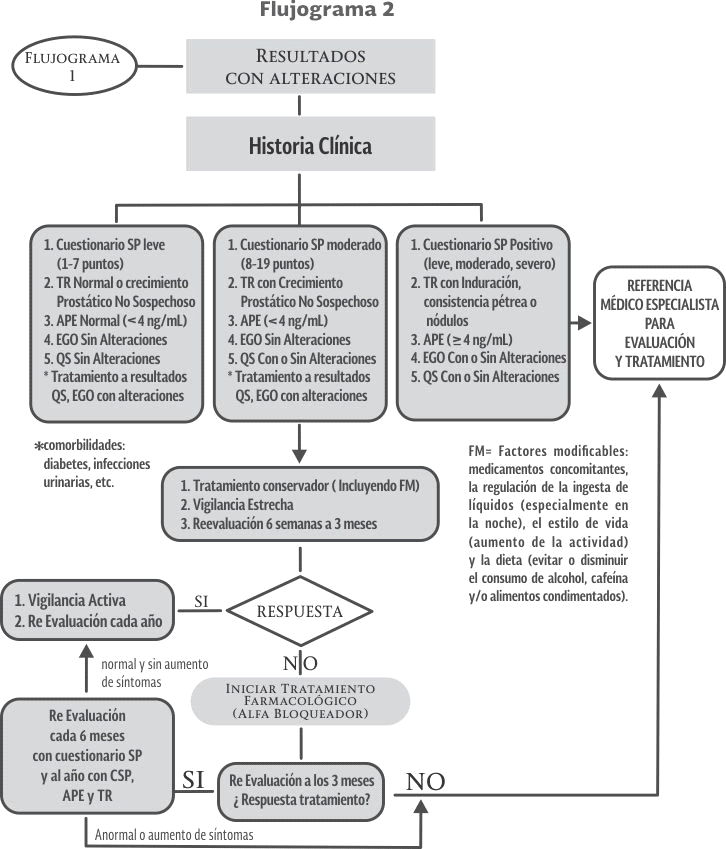 Flujograma 2
FLUJOGRAMA
1
RESULTADOS
CON ALTERACIONES
Historia Clínica
1. Cuestionario SP leve
(1-7 puntos)
2. TR Normal o crecimiento
Prostático No Sospechoso
3. APE Normal (< 4 ng/mL)
4. EGO Sin Alteraciones
5. QS Sin Alteraciones
* Tratamiento a resultados
QS, EGO con alteraciones
1. Cuestionario SP moderado
(8-19 puntos)
2. TR con Crecimiento
Prostático No Sospechoso
3. APE (< 4 ng/mL)
4. EGO Sin Alteraciones
5. QS Con o Sin Alteraciones
* Tratamiento a resultados
QS, EGO con alteraciones
1. Cuestionario SP Positivo
(leve, moderado, severo)
2. TR con Induración,
consistencia pétrea o
nódulos
3. APE (≥ 4 ng/mL)
4. EGO Con o Sin Alteraciones
5. QS Con o Sin Alteraciones
REFERENCIA
MÉDICO ESPECIALISTA
PARA
EVALUACIÓN
Y TRATAMIENTO
*comorbilidades:
diabetes, infecciones
urinarias, etc.
FM= Factores modificables:
medicamentos concomitantes,
la regulación de la ingesta de
líquidos (especialmente en
la noche), el estilo de vida
(aumento de la actividad)
y la dieta (evitar o disminuir
el consumo de alcohol, cafeína
y/o alimentos condimentados).
1. Tratamiento conservador ( Incluyendo FM)
2. Vigilancia Estrecha
3. Reevaluación 6 semanas a 3 meses
RESPUESTA
SI
1. Vigilancia Activa
2. Re Evaluación cada año
NO
normal y sin aumento
de síntomas
INICIAR TRATAMIENTO
FARMACOLÓGICO
(ALFA BLOQUEADOR)
Re Evaluación
cada 6 meses
con cuestionario SP
y al año con CSP,
APE y TR
SI
Re Evaluación a los 3 meses
¿ Respuesta tratamiento?
NO
Anormal o aumento de síntomas